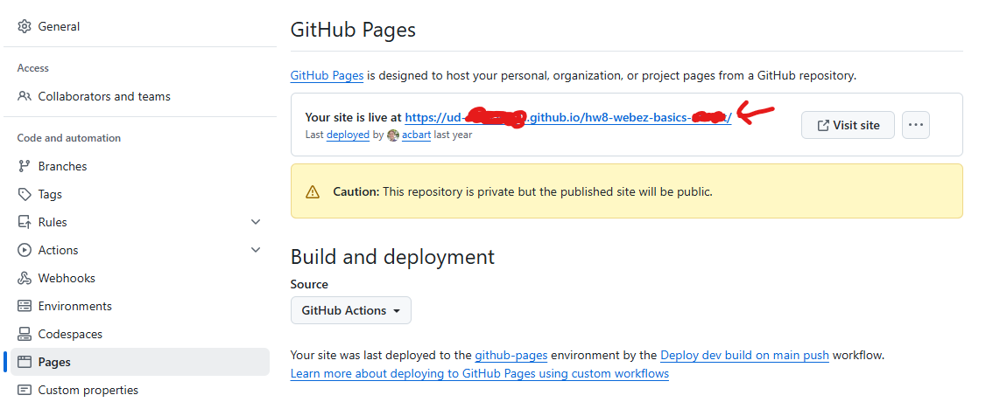 General
Access
Collaborators and teams
Code and automation
Branches
Tags
Rules
Actions
Webhooks
Environments
Codespaces
Pages
Custom properties
GitHub Pages
GitHub Pages is designed to host your personal, organization, or project pages from a GitHub repository.
Your site is live at https://ud- .github.io/hw8-webez-basics- /
Last deployed by acbart last year
Visit site
Caution: This repository is private but the published site will be public.
Build and deployment
Source
GitHub Actions
Your site was last deployed to the github-pages environment by the Deploy dev build on main push workflow.
Learn more about deploying to GitHub Pages using custom workflows